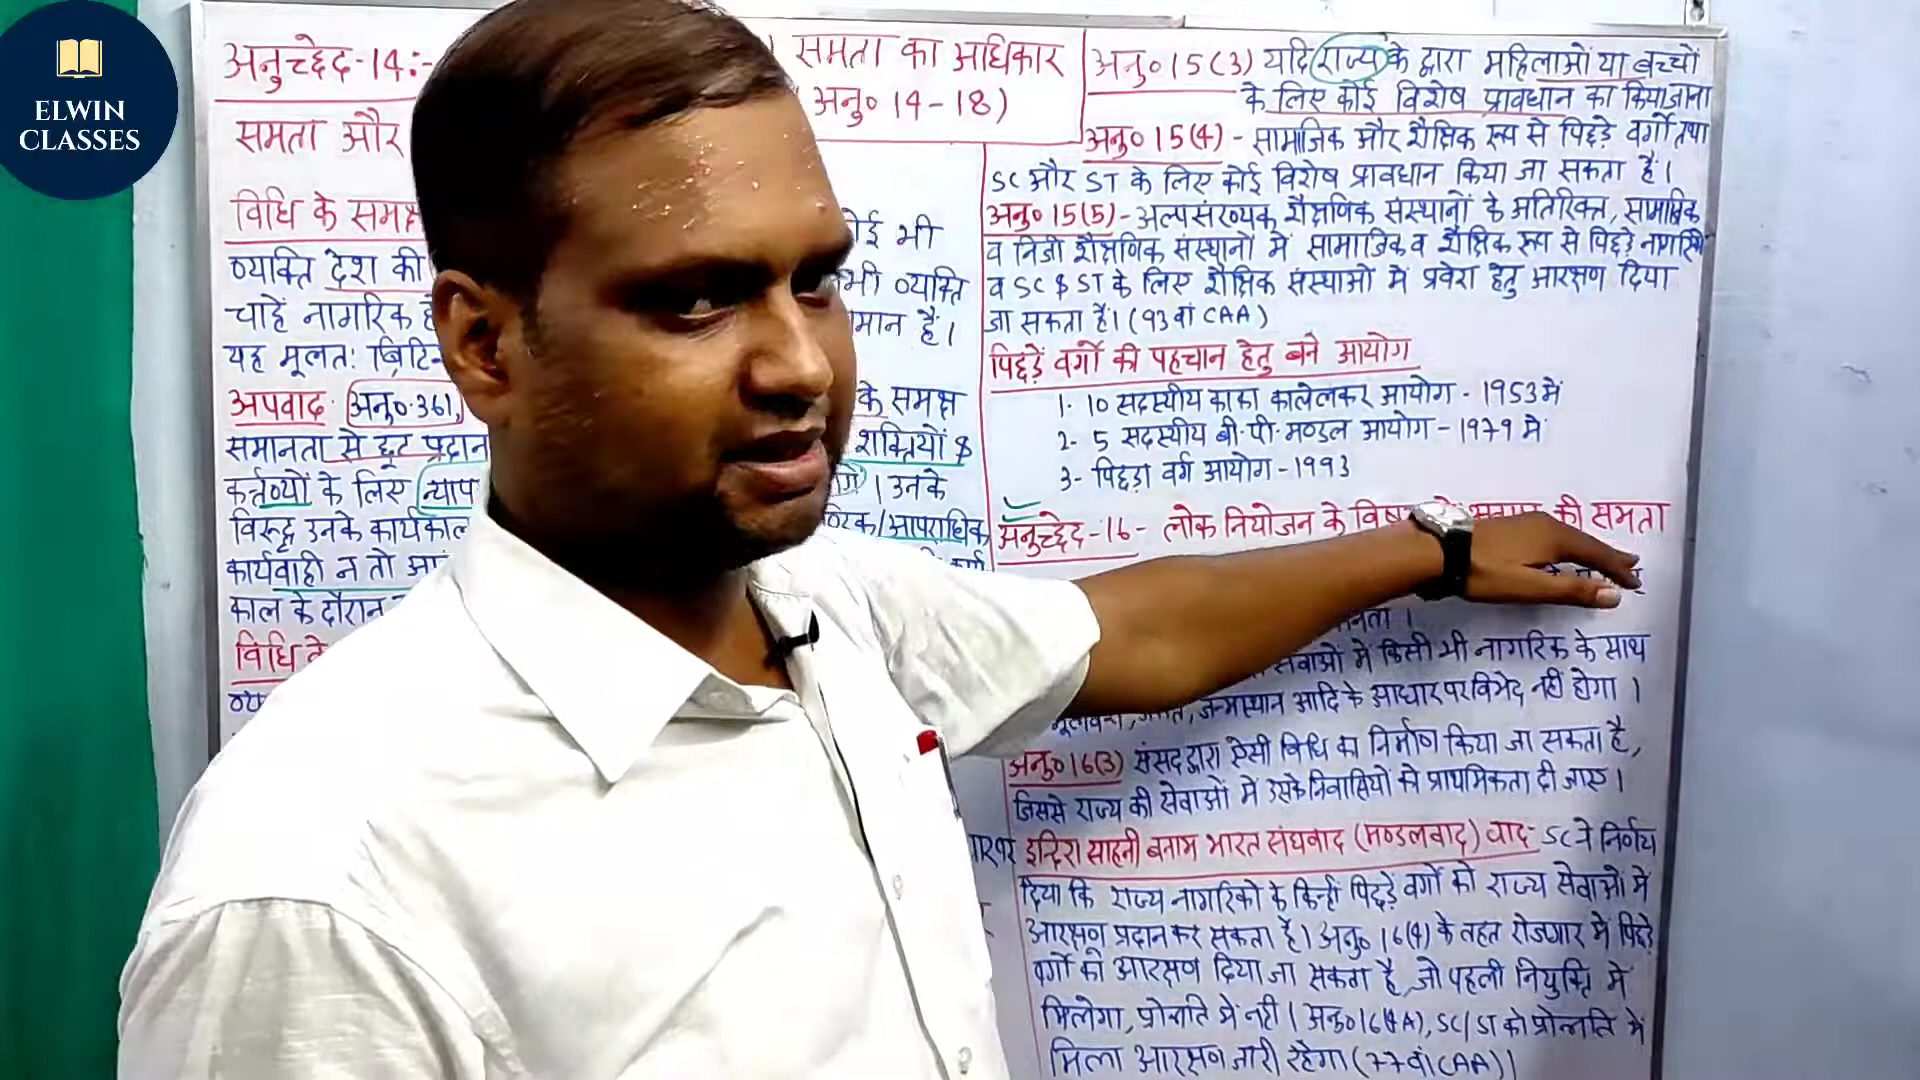 ELWIN
CLASSES
अनुच्छेद-14:-
समता और
विधि के समक्ष
व्यक्ति देश की
चाहे नागरिक
यह मूलतः
अपवाद अनु०361,
समानता से छूट प्रदान
कर्तव्यों के लिए न्याय
विरूद्ध उनके कार्यकाल
कार्यवाही न तो
काल के दौरान
विधि के
समता का अधिकार
(अनु० 14-18)
कोई भी
सभी व्यक्ति
समान हैं।
के समक्ष
शक्तियों &
। उनके
/आपराधिक
अनु०15(3) यदि राज्य के द्वारा महिलाओं या बच्चों
के लिए कोई विशेष प्रावधान का किया जाना
अनु० 15(4) - सामाजिक और शैक्षिक रूप से पिछड़े वर्गों तथा
SC और ST के लिए कोई विशेष प्रावधान किया जा सकता है।
अनु० 15(5)- अल्पसंख्यक शैक्षणिक संस्थानों के अतिरिक्त,
व निजी शैक्षणिक संस्थानों में सामाजिक व शैक्षिक रूप से पिछड़े नागरिकों
व SC & ST के लिए शैक्षिक संस्थाओं में प्रवेश हेतु आरक्षण दिया
जा सकता है। (93वां CAA)
पिछड़ें वर्गों की पहचान हेतु बने आयोग
1. 10 सदस्यीय काका कालेलकर आयोग - 1953 में
2- 5 सदस्यीय बी.पी.मण्डल आयोग - 1979 में
3- पिछड़ा वर्ग आयोग - 1993
अनुच्छेद-16- लोक नियोजन के की समता
सेवाओं में किसी भी नागरिक के साथ
जन्मस्थान आदि के आधार पर विभेद नहीं होगा ।
अनु० 16(3) संसद द्वारा ऐसी विधि का निर्माण किया जा सकता है,
जिससे राज्य की सेवाओं में उसके निवासियों को प्राथमिकता दी जाए ।
इन्दिरा साहनी बनाम भारत संघवाद (मण्डलवाद) वाद- SC ने निर्णय
दिया कि राज्य नागरिकों के किन्हीं पिछड़े वर्गों को राज्य सेवाओं में
आरक्षण प्रदान कर सकता है। अनु० 16(4) के तहत रोजगार में पिछड़े
वर्गों को आरक्षण दिया जा सकता है, जो पहली नियुक्ति में
मिलेगा, प्रोन्नति में नहीं । अनु०16(4A), SC/ST को प्रोन्नति में
मिला आरक्षण जारी रहेगा (77वां CAA)।